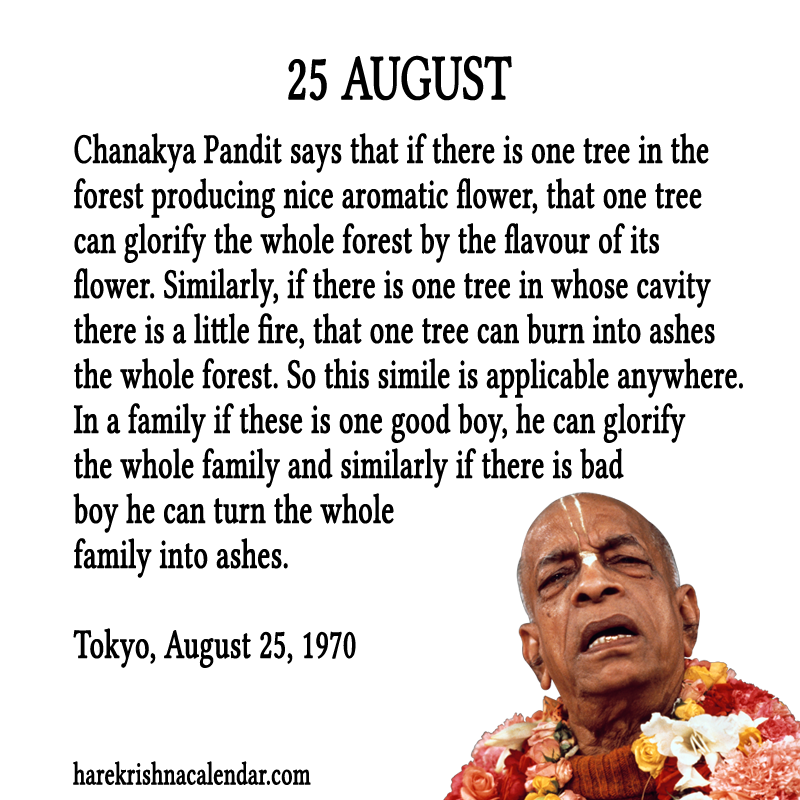 25 AUGUST
Chanakya Pandit says that if there is one tree in the
forest producing nice aromatic flower, that one tree
can glorify the whole forest by the flavour of its
flower. Similarly, if there is one tree in whose cavity
there is a little fire, that one tree can burn into ashes
the whole forest. So this simile is applicable anywhere.
In a family if these is one good boy, he can glorify
the whole family and similarly if there is bad
boy he can turn the whole
family into ashes.
Tokyo, August 25, 1970
harekrishnacalendar.com